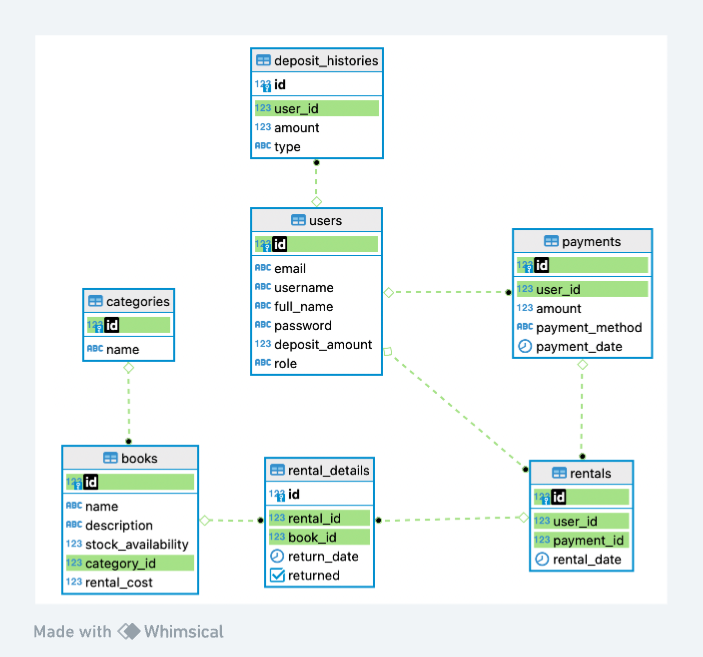 deposit_histories
123 id
123 user_id
123 amount
ABC type
users
123 id
ABC email
ABC username
ABC full_name
ABC password
123 deposit_amount
ABC role
payments
123 id
123 user_id
123 amount
ABC payment_method
payment_date
categories
123 id
ABC name
books
123 id
ABC name
ABC description
123 stock_availability
123 category_id
123 rental_cost
rental_details
123 id
123 rental_id
123 book_id
return_date
returned
rentals
123 id
123 user_id
123 payment_id
rental_date
Made with Whimsical